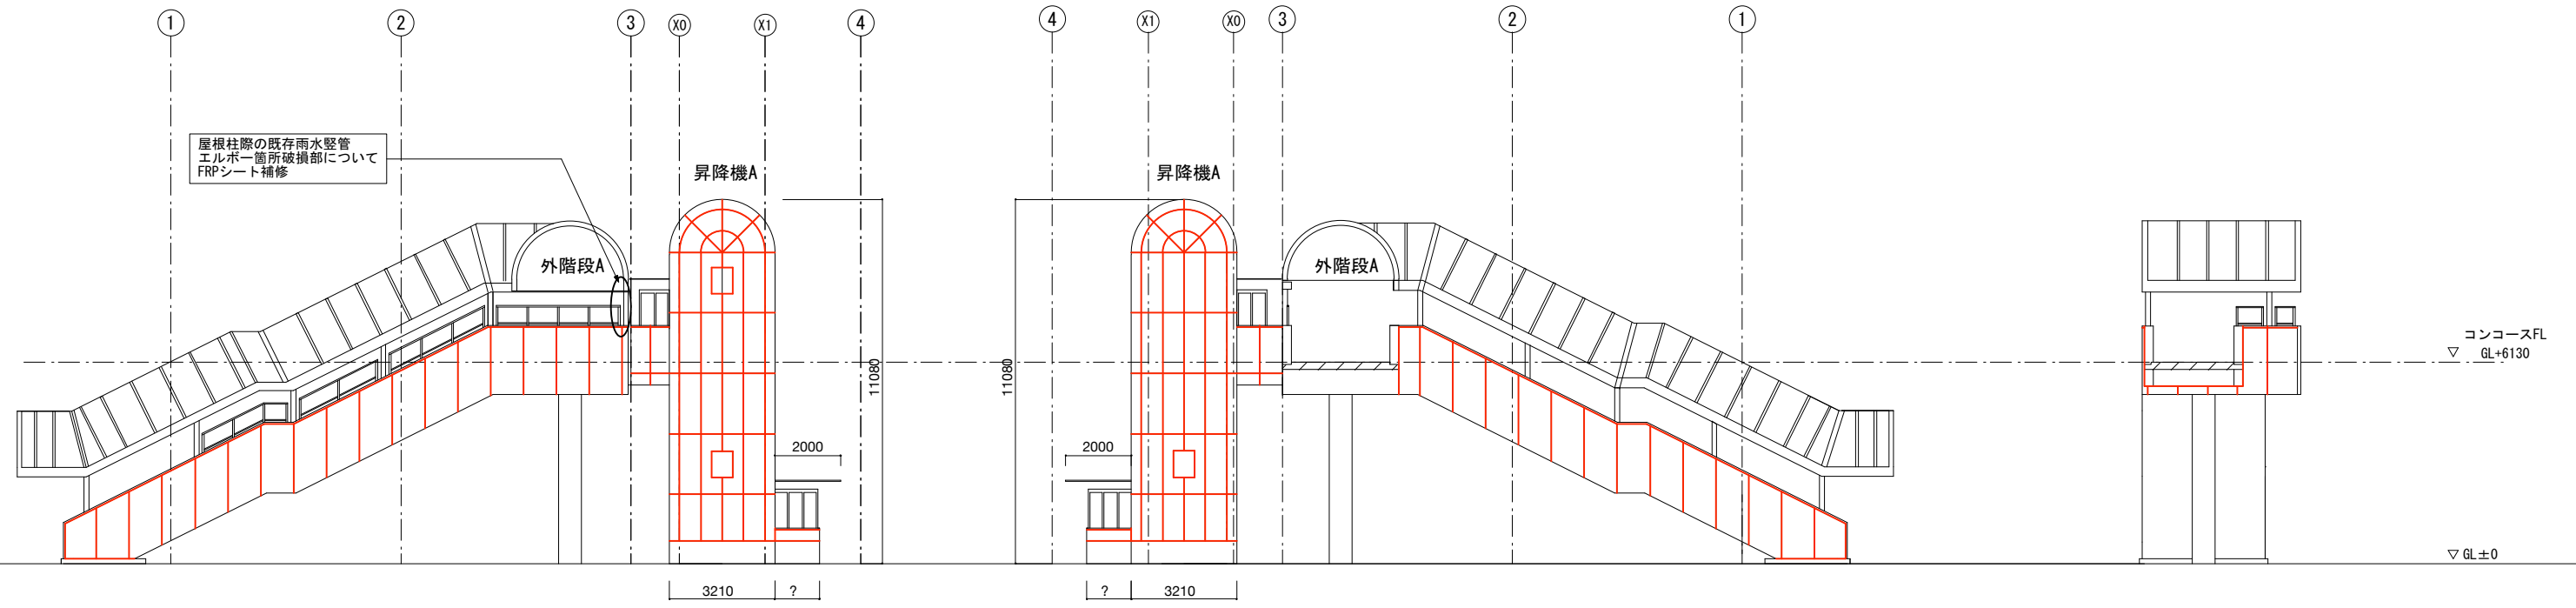 1
2
3
X0
X1
4
4
X1
X0
3
2
1
屋根柱際の既存雨水竪管
エルボー箇所破損部について
FRPシート補修
昇降機A
昇降機A
外階段A
外階段A
コンコースFL
▽ GL+6130
11080
11080
2000
2000
▽ GL±0
3210
?
?
3210